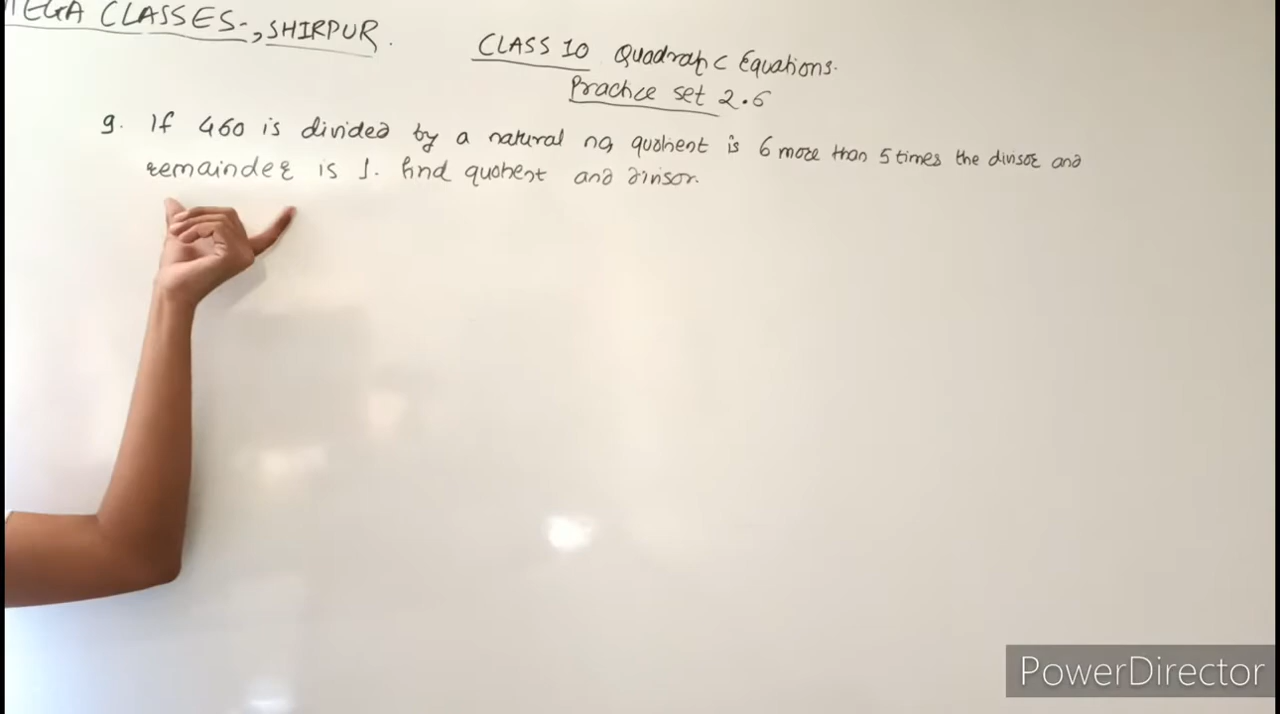 TEGA CLASSES-, SHIRPUR.
CLASS 10 Quadratic Equations.
Practice set 2.6
9. If 460 is divided by a natural no, quotient is 6 more than 5 times the divisor and
remainder is 1. find quotient and divisor.
PowerDirector